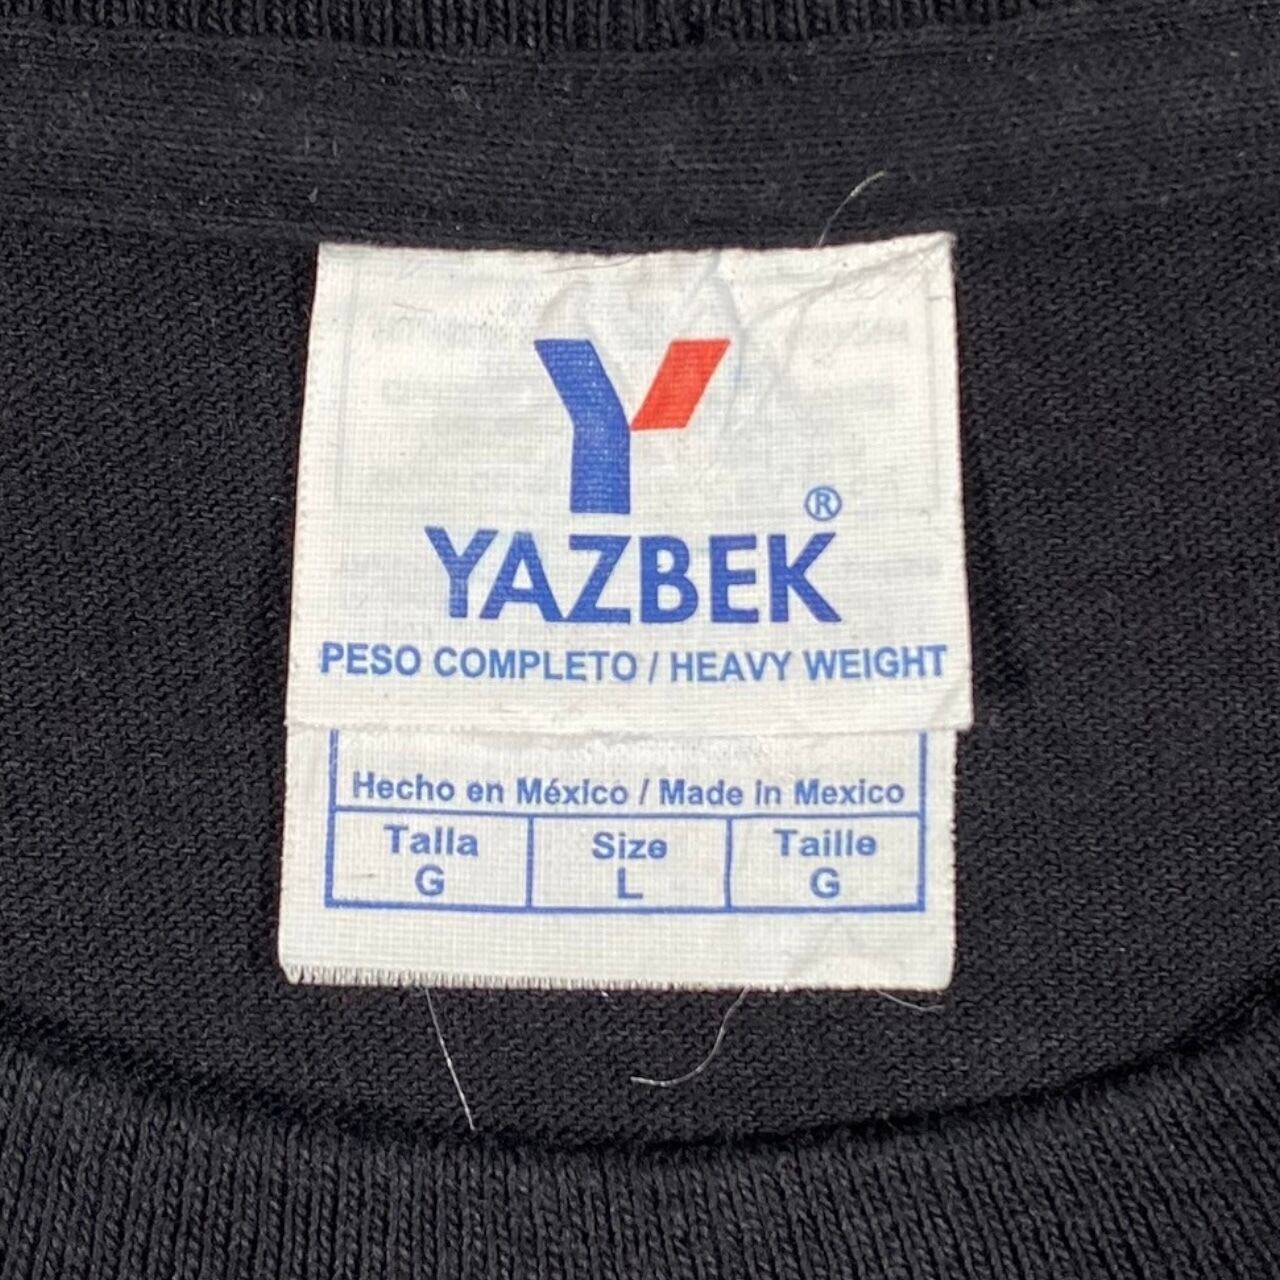 Y
®
YAZBEK
PESO COMPLETO / HEAVY WEIGHT
Hecho en México / Made in Mexico
Talla Size Taille
G L G